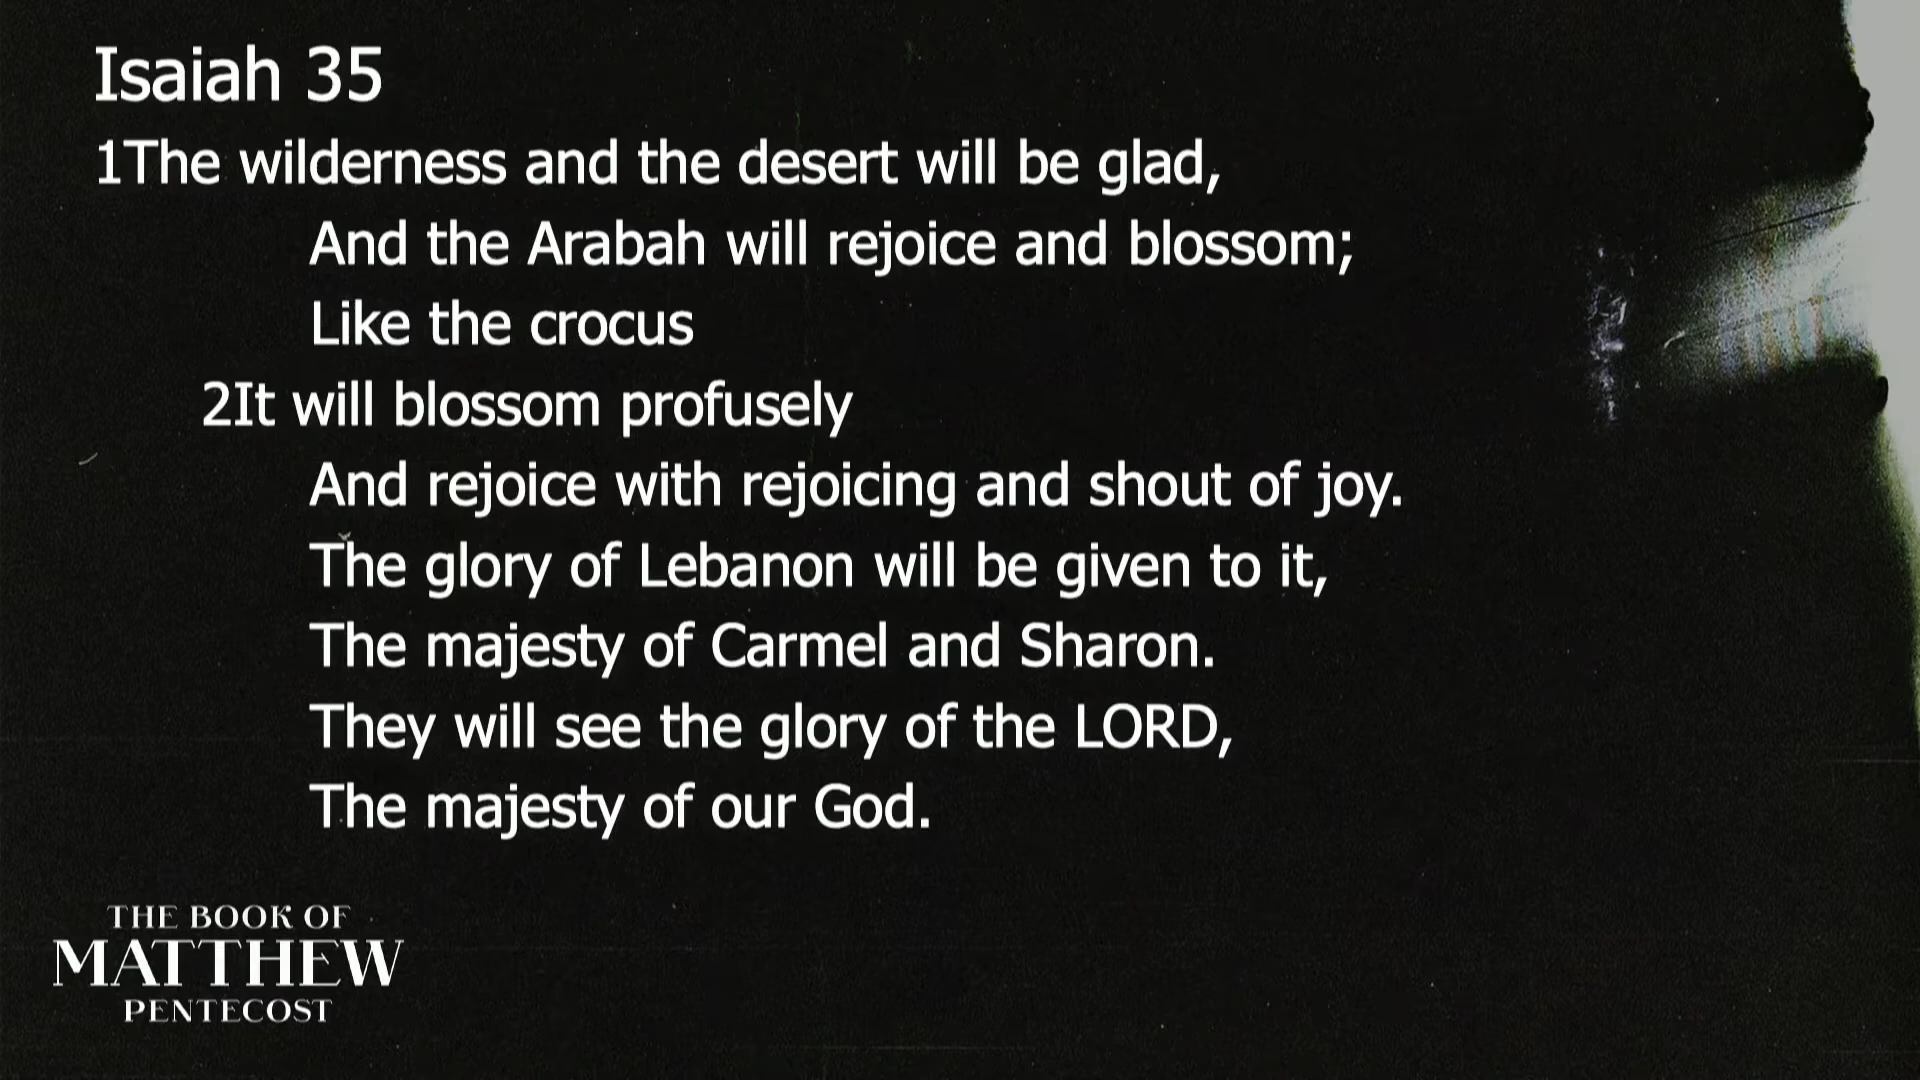 Isaiah 35
1The wilderness and the desert will be glad,
And the Arabah will rejoice and blossom;
Like the crocus
2It will blossom profusely
And rejoice with rejoicing and shout of joy.
The glory of Lebanon will be given to it,
The majesty of Carmel and Sharon.
They will see the glory of the LORD,
The majesty of our God.
THE BOOK OF
MATTHEW
PENTECOST